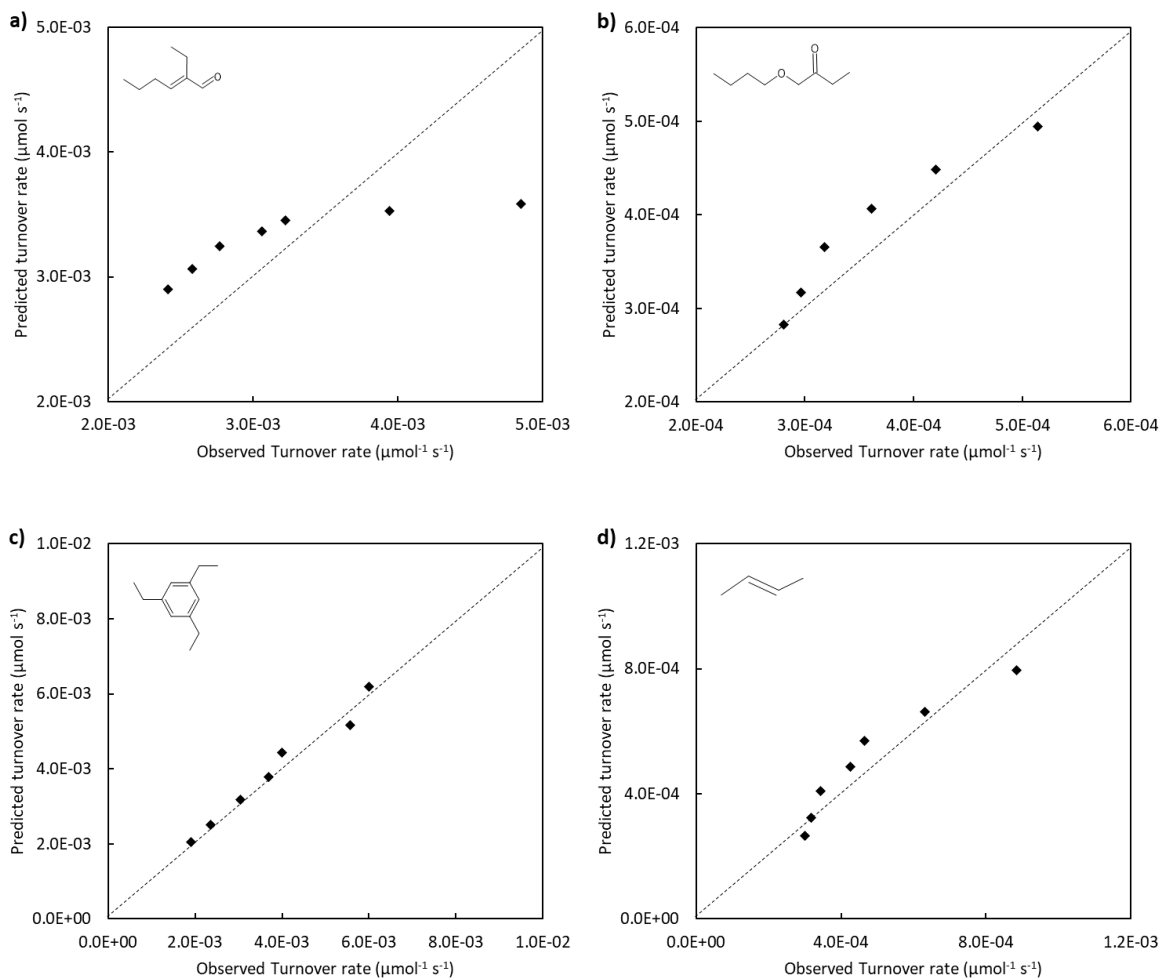 a)
5.0E-03
4.0E-03
3.0E-03
2.0E-03
Predicted turnover rate (µmol s⁻¹)
O
2.0E-03 3.0E-03 4.0E-03 5.0E-03
Observed Turnover rate (µmol⁻¹ s⁻¹)
b)
6.0E-04
5.0E-04
4.0E-04
3.0E-04
2.0E-04
Predicted turnover rate (µmol s⁻¹)
O
O
2.0E-04 3.0E-04 4.0E-04 5.0E-04 6.0E-04
Observed Turnover rate (µmol⁻¹ s⁻¹)
c)
1.0E-02
8.0E-03
6.0E-03
4.0E-03
2.0E-03
0.0E+00
Predicted turnover rate (µmol s⁻¹)
0.0E+00 2.0E-03 4.0E-03 6.0E-03 8.0E-03 1.0E-02
Observed Turnover rate (µmol⁻¹ s⁻¹)
d)
1.2E-03
8.0E-04
4.0E-04
0.0E+00
Predicted turnover rate (µmol s⁻¹)
0.0E+00 4.0E-04 8.0E-04 1.2E-03
Observed Turnover rate (µmol⁻¹ s⁻¹)